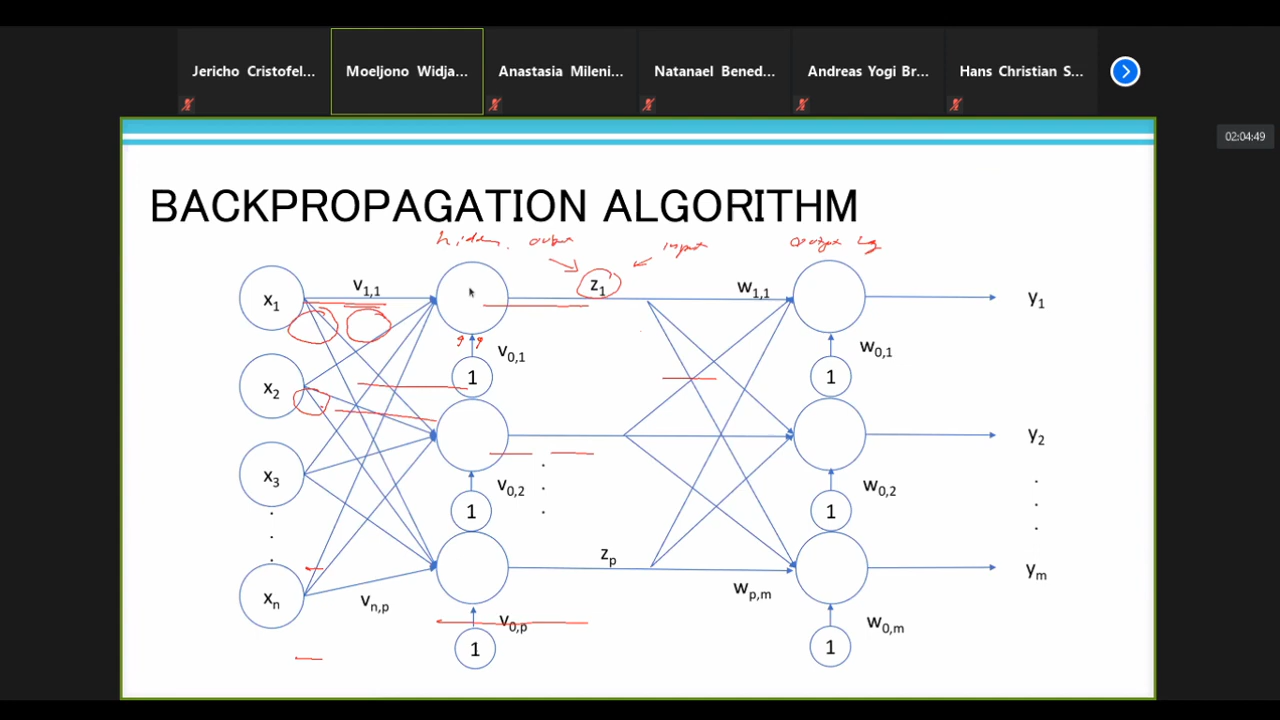 Jericho Cristofel... Moeljono Widja... Anastasia Mileni... Natanael Bened... Andreas Yogi Br... Hans Christian S...
02:04:49
BACKPROPAGATION ALGORITHM
hidden output input output
x1 v1,1 z1 w1,1 y1
v0,1 w0,1
x2 1 1
y2
x3
v0,2 w0,2
1 1
zp
xn vn,p wp,m ym
v0,p w0,m
1 1